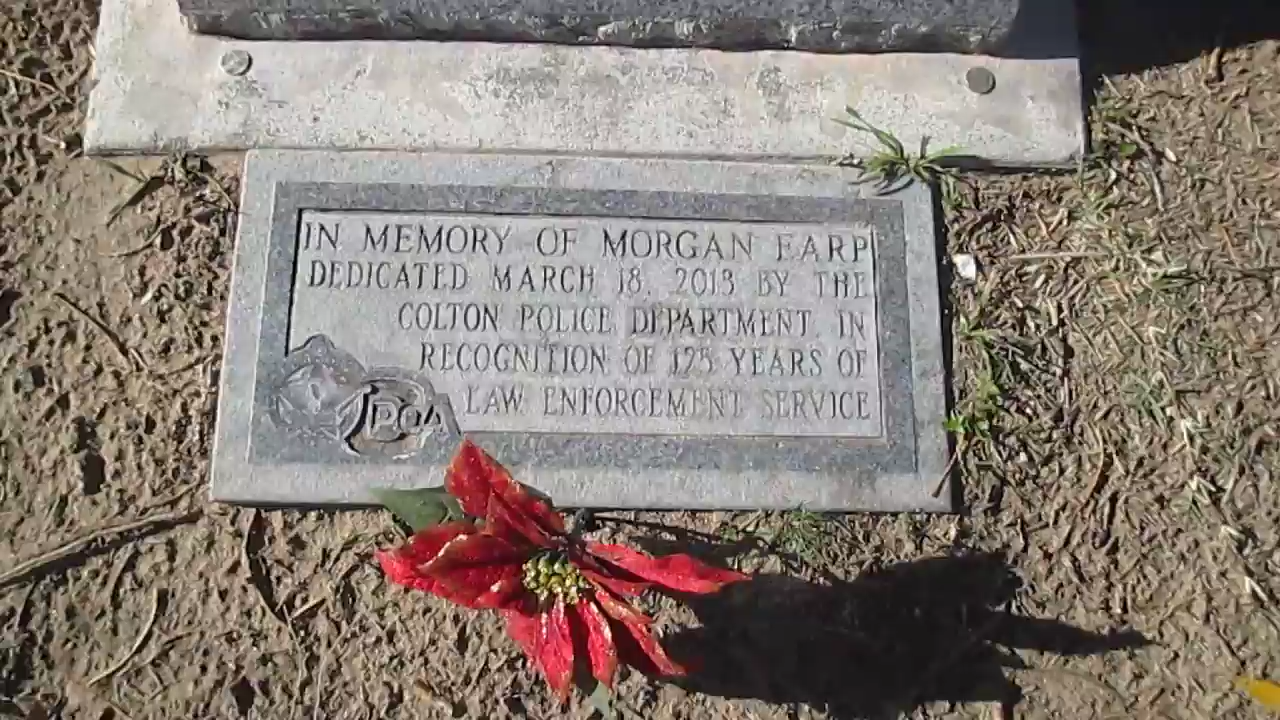 IN MEMORY OF MORGAN EARP
DEDICATED MARCH 18, 2013 BY THE
COLTON POLICE DEPARTMENT IN
RECOGNITION OF 125 YEARS OF
LAW ENFORCEMENT SERVICE
POA